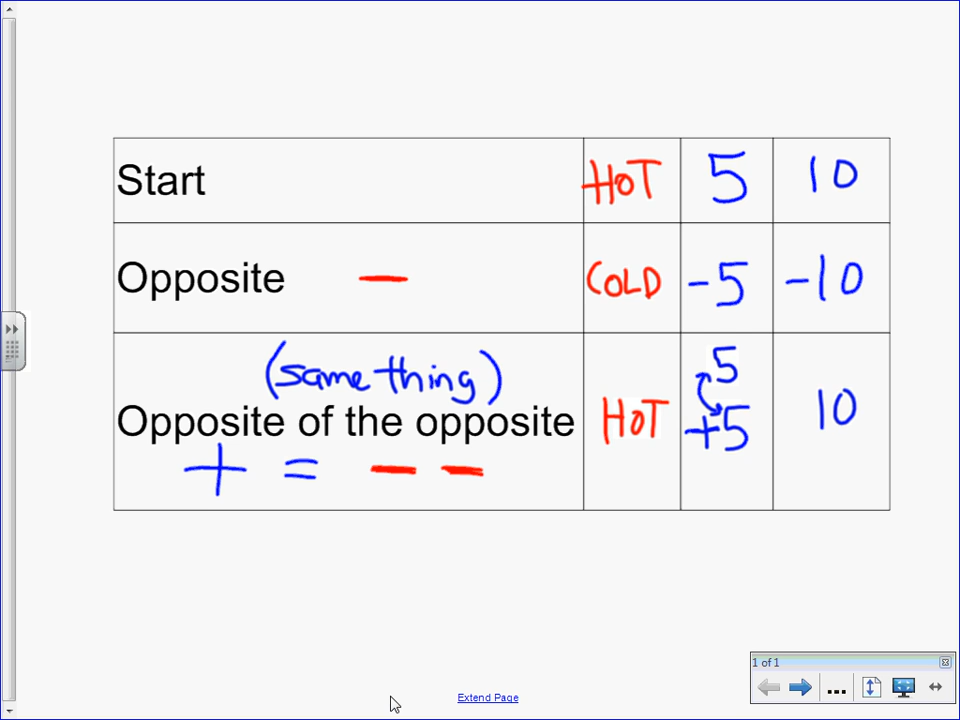 Start HOT 5 10
Opposite — COLD -5 -10
(same thing) 5
Opposite of the opposite HOT +5 10
+ = — —
1 of 1
...
Extend Page